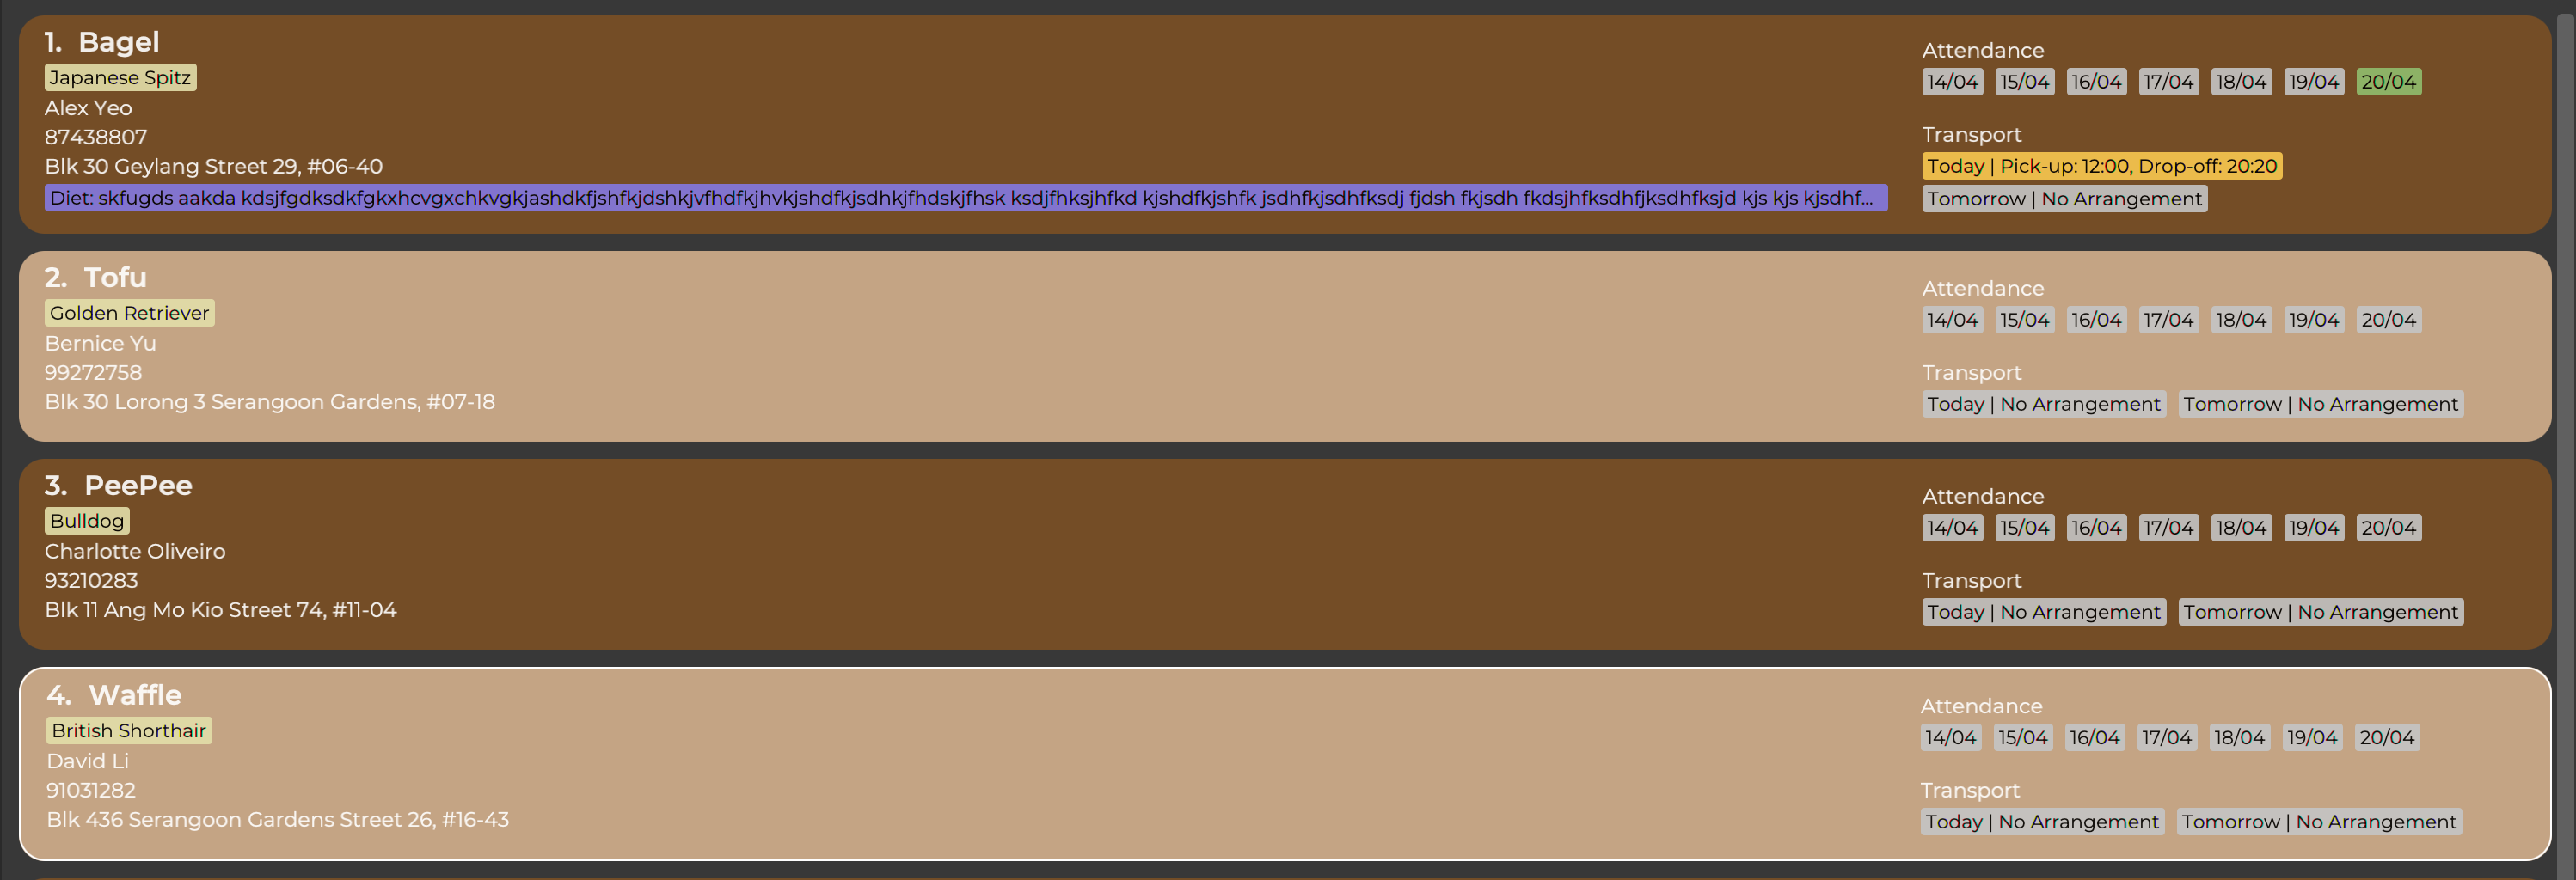 1. Bagel
Japanese Spitz
Alex Yeo
87438807
Blk 30 Geylang Street 29, #06-40
Diet: skfugds aakda kdsjfgdksdkfgkxhcvgxchkvgkjashdkfjshfkjdshkjvfhdfkjhvkjshdfkjsdhkjfhdskjfhsk ksdjfhksjhfkd kjshdfkjshfk jsdhfkjsdhfksdj fjdsh fkjsdh fkdsjhfksdhfjksdhfksjd kjs kjs kjsdhf...
Attendance
14/04 15/04 16/04 17/04 18/04 19/04 20/04
Transport
Today | Pick-up: 12:00, Drop-off: 20:20
Tomorrow | No Arrangement
2. Tofu
Golden Retriever
Bernice Yu
99272758
Blk 30 Lorong 3 Serangoon Gardens, #07-18
Attendance
14/04 15/04 16/04 17/04 18/04 19/04 20/04
Transport
Today | No Arrangement Tomorrow | No Arrangement
3. PeePee
Bulldog
Charlotte Oliveiro
93210283
Blk 11 Ang Mo Kio Street 74, #11-04
Attendance
14/04 15/04 16/04 17/04 18/04 19/04 20/04
Transport
Today | No Arrangement Tomorrow | No Arrangement
4. Waffle
British Shorthair
David Li
91031282
Blk 436 Serangoon Gardens Street 26, #16-43
Attendance
14/04 15/04 16/04 17/04 18/04 19/04 20/04
Transport
Today | No Arrangement Tomorrow | No Arrangement